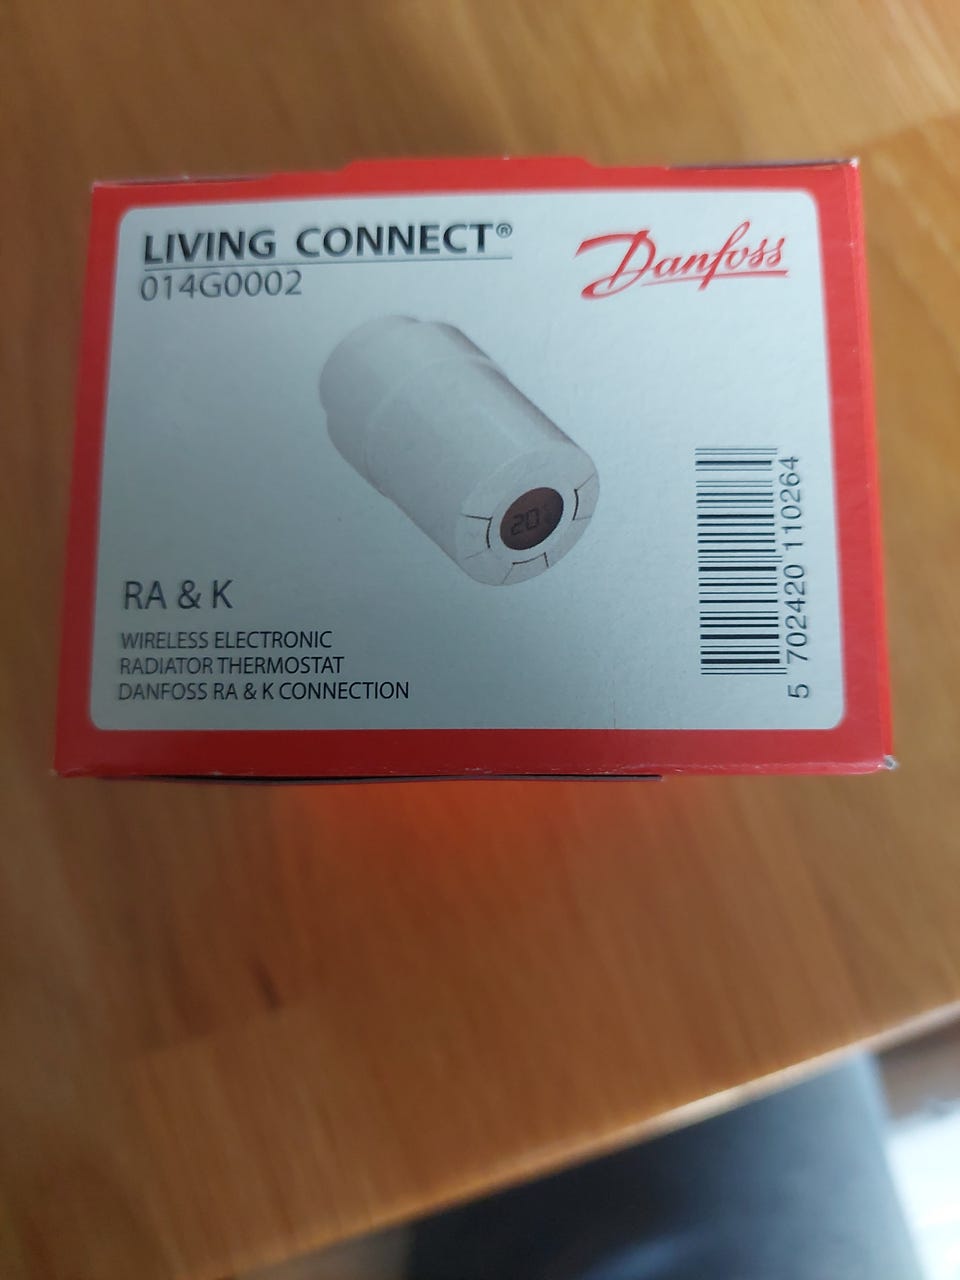 LIVING CONNECT®
014G0002
Danfoss
20
RA & K
WIRELESS ELECTRONIC
RADIATOR THERMOSTAT
DANFOSS RA & K CONNECTION
5 702420 110264